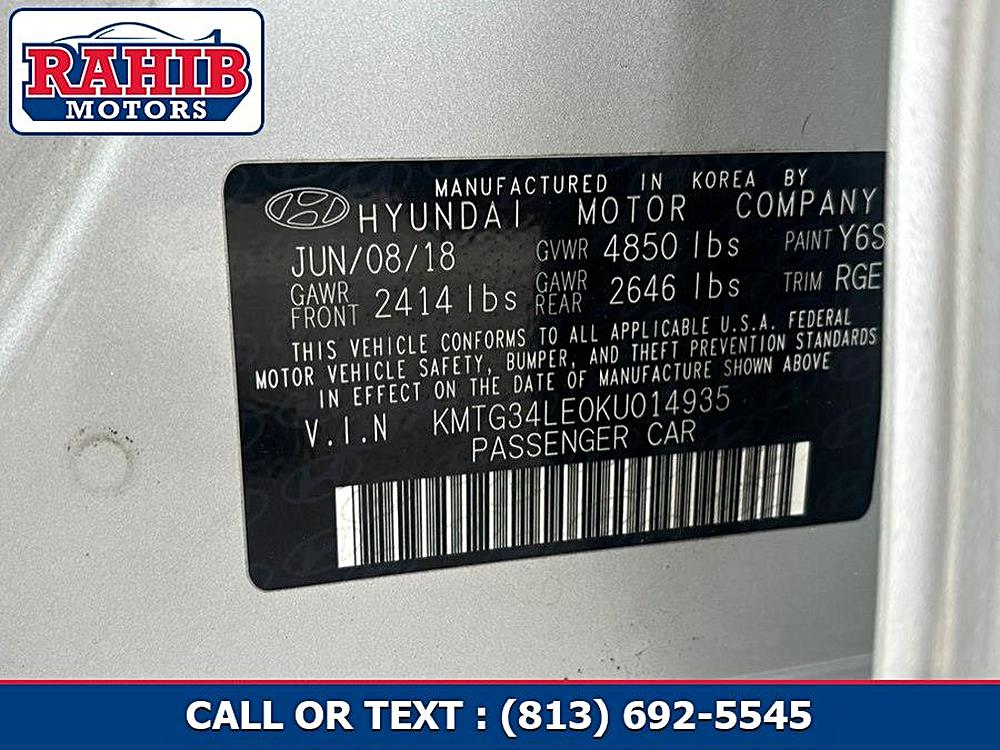 RAHIB
MOTORS
MANUFACTURED IN KOREA BY
HYUNDAI MOTOR COMPANY
JUN/08/18 GVWR 4850 lbs PAINT Y6S
GAWR FRONT 2414 lbs GAWR REAR 2646 lbs TRIM RGE
THIS VEHICLE CONFORMS TO ALL APPLICABLE U.S.A. FEDERAL
MOTOR VEHICLE SAFETY, BUMPER, AND THEFT PREVENTION STANDARDS
IN EFFECT ON THE DATE OF MANUFACTURE SHOWN ABOVE
V.I.N KMTG34LE0KU014935
PASSENGER CAR
CALL OR TEXT : (813) 692-5545